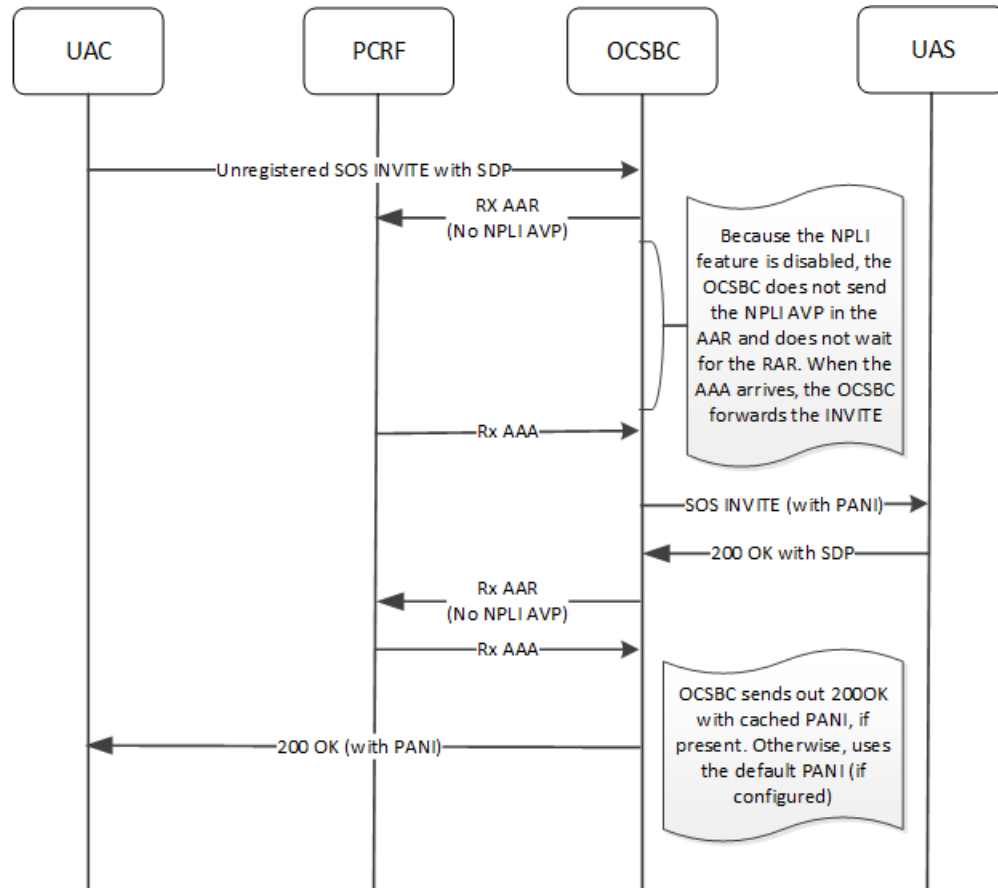 UAC
PCRF
OCSBC
UAS
Unregistered SOS INVITE with SDP
RX AAR
(No NPLI AVP)
Because the NPLI
feature is disabled, the
OCSBC does not send
the NPLI AVP in the
AAR and does not wait
for the RAR. When the
AAA arrives, the OCSBC
forwards the INVITE
Rx AAA
SOS INVITE (with PANI)
200 OK with SDP
Rx AAR
(No NPLI AVP)
Rx AAA
OCSBC sends out 200OK
with cached PANI, if
present. Otherwise, uses
the default PANI (if
configured)
200 OK (with PANI)